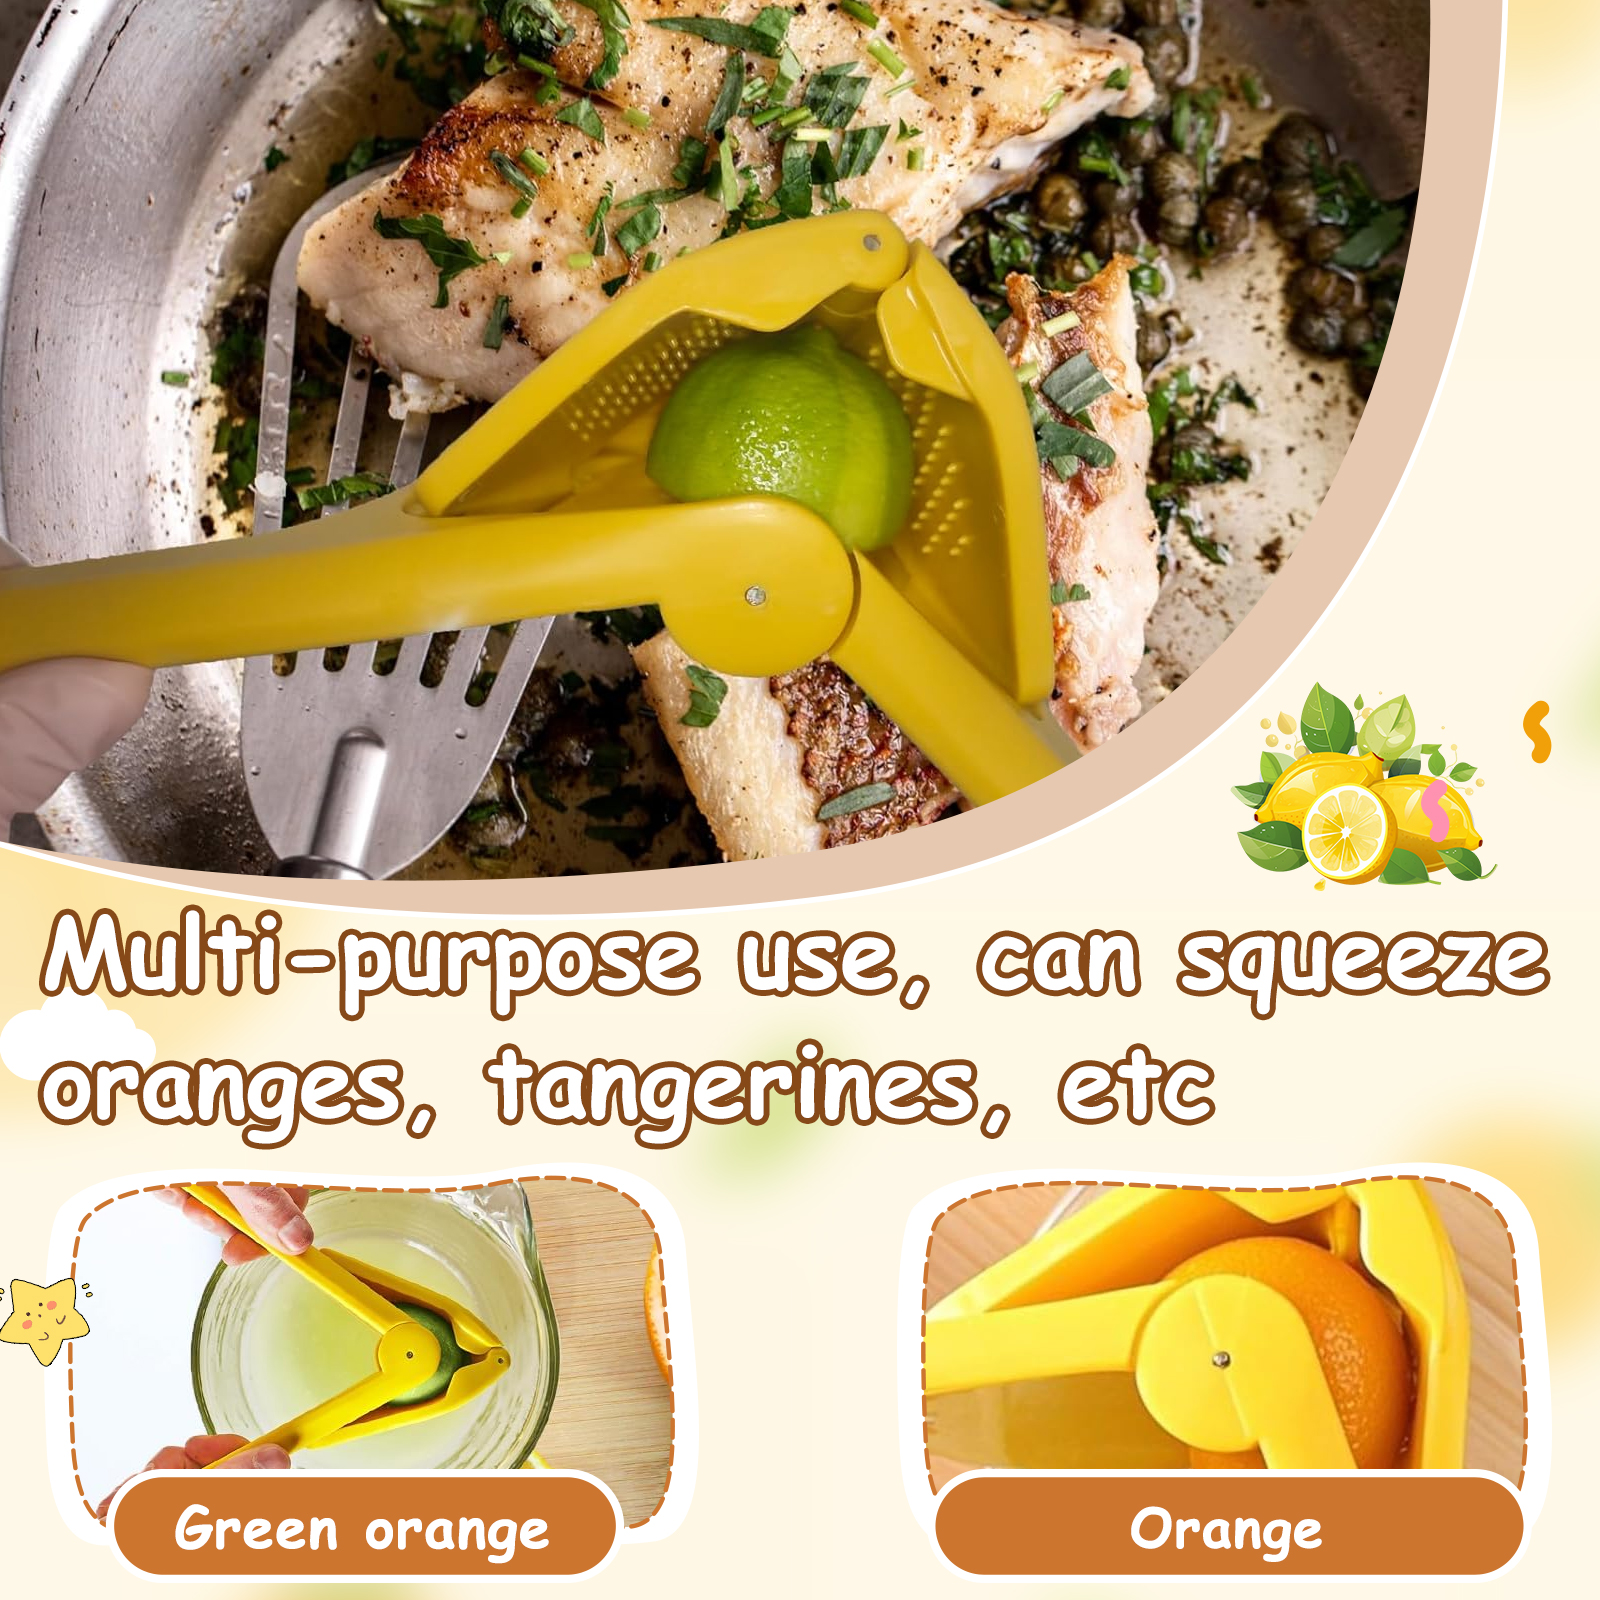 Multi-purpose use, can squeeze
oranges, tangerines, etc
Green orange
Orange